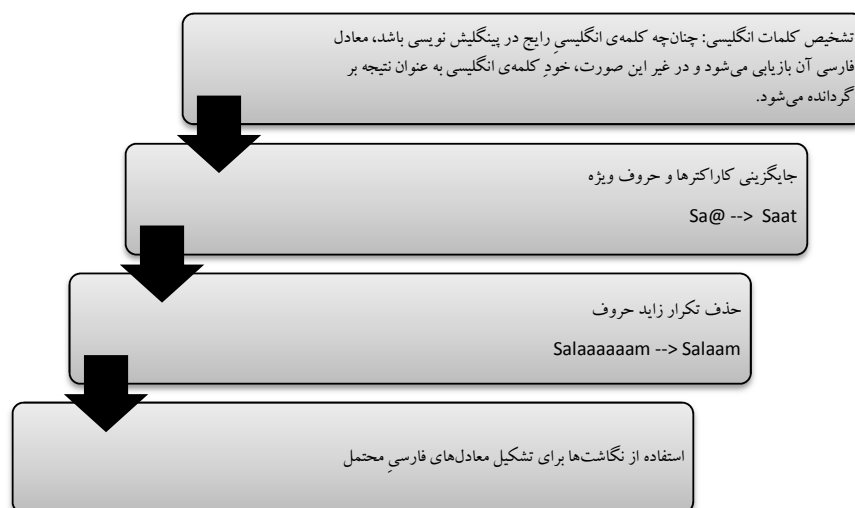 تشخیص کلمات انگلیسی: چنان‌چه کلمه‌ی انگلیسیِ رایج در پینگلیش نویسی باشد، معادل
فارسی آن بازیابی می‌شود و در غیر این صورت، خودِ کلمه‌ی انگلیسی به عنوان نتیجه بر
گردانده می‌شود.
جایگزینی کاراکترها و حروف ویژه
Sa@ --> Saat
حذف تکرار زاید حروف
Salaaaaaam --> Salaam
استفاده از نگاشت‌ها برای تشکیل معادل‌های فارسیِ محتمل